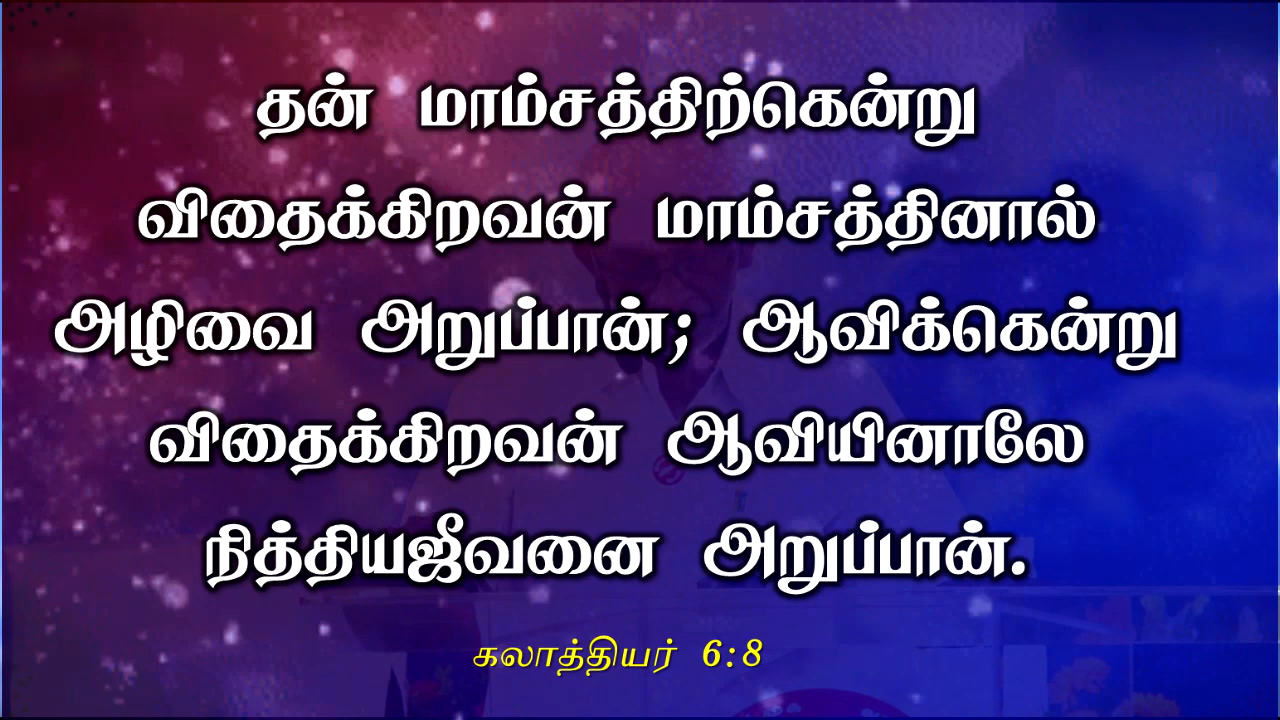 தன் மாம்சத்திற்கென்று
விதைக்கிறவன் மாம்சத்தினால்
அழிவை அறுப்பான்; ஆவிக்கென்று
விதைக்கிறவன் ஆவியினாலே
நித்தியஜீவனை அறுப்பான்.
கலாத்தியர் 6:8